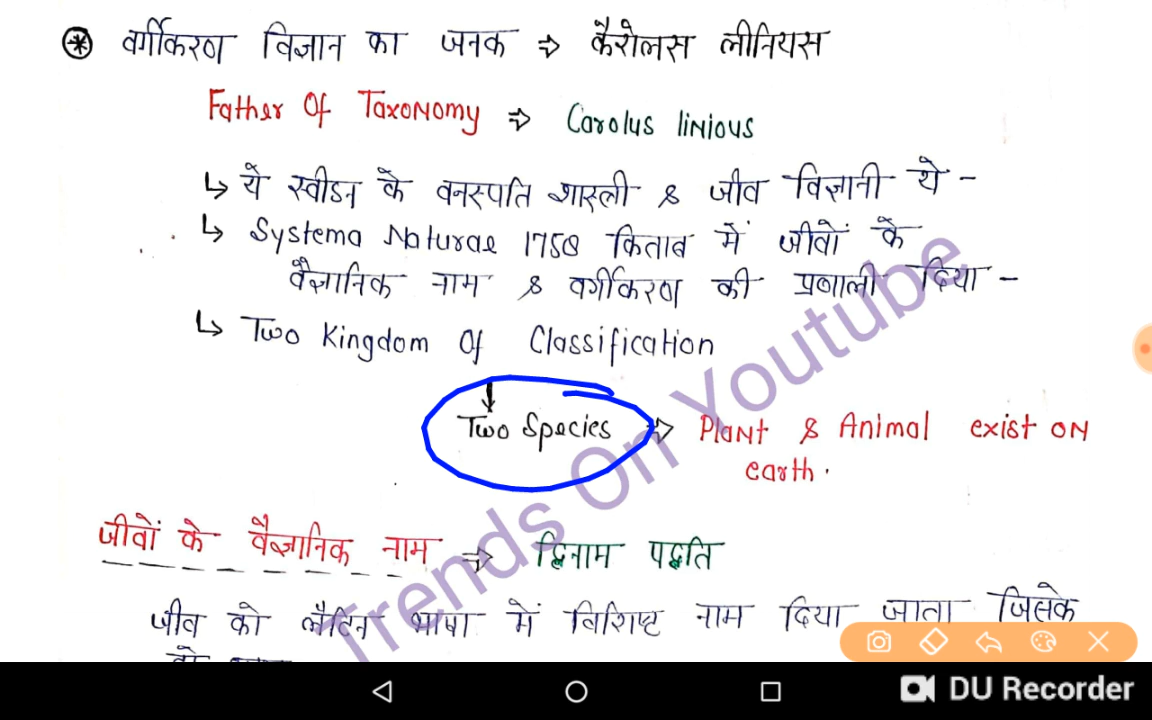 वर्गीकरण विज्ञान का जनक ⇒ कैरोलस लीनियस
Father Of Taxonomy ⇒ Carolus linious
↳ ये स्वीडन के वनस्पति शास्त्री & जीव विज्ञानी थे -
↳ Systema Naturae 1758 किताब में जीवों के
वैज्ञानिक नाम & वर्गीकरण की प्रणाली दिया -
↳ Two Kingdom Of Classification
↓
Two Species ⇒ Plant & Animal exist on
earth.
जीवों के वैज्ञानिक नाम ⇒ द्विनाम पद्धति
जीव को लैटिन भाषा में विशिष्ट नाम दिया जाता जिसके
Trends On Youtube
DU Recorder